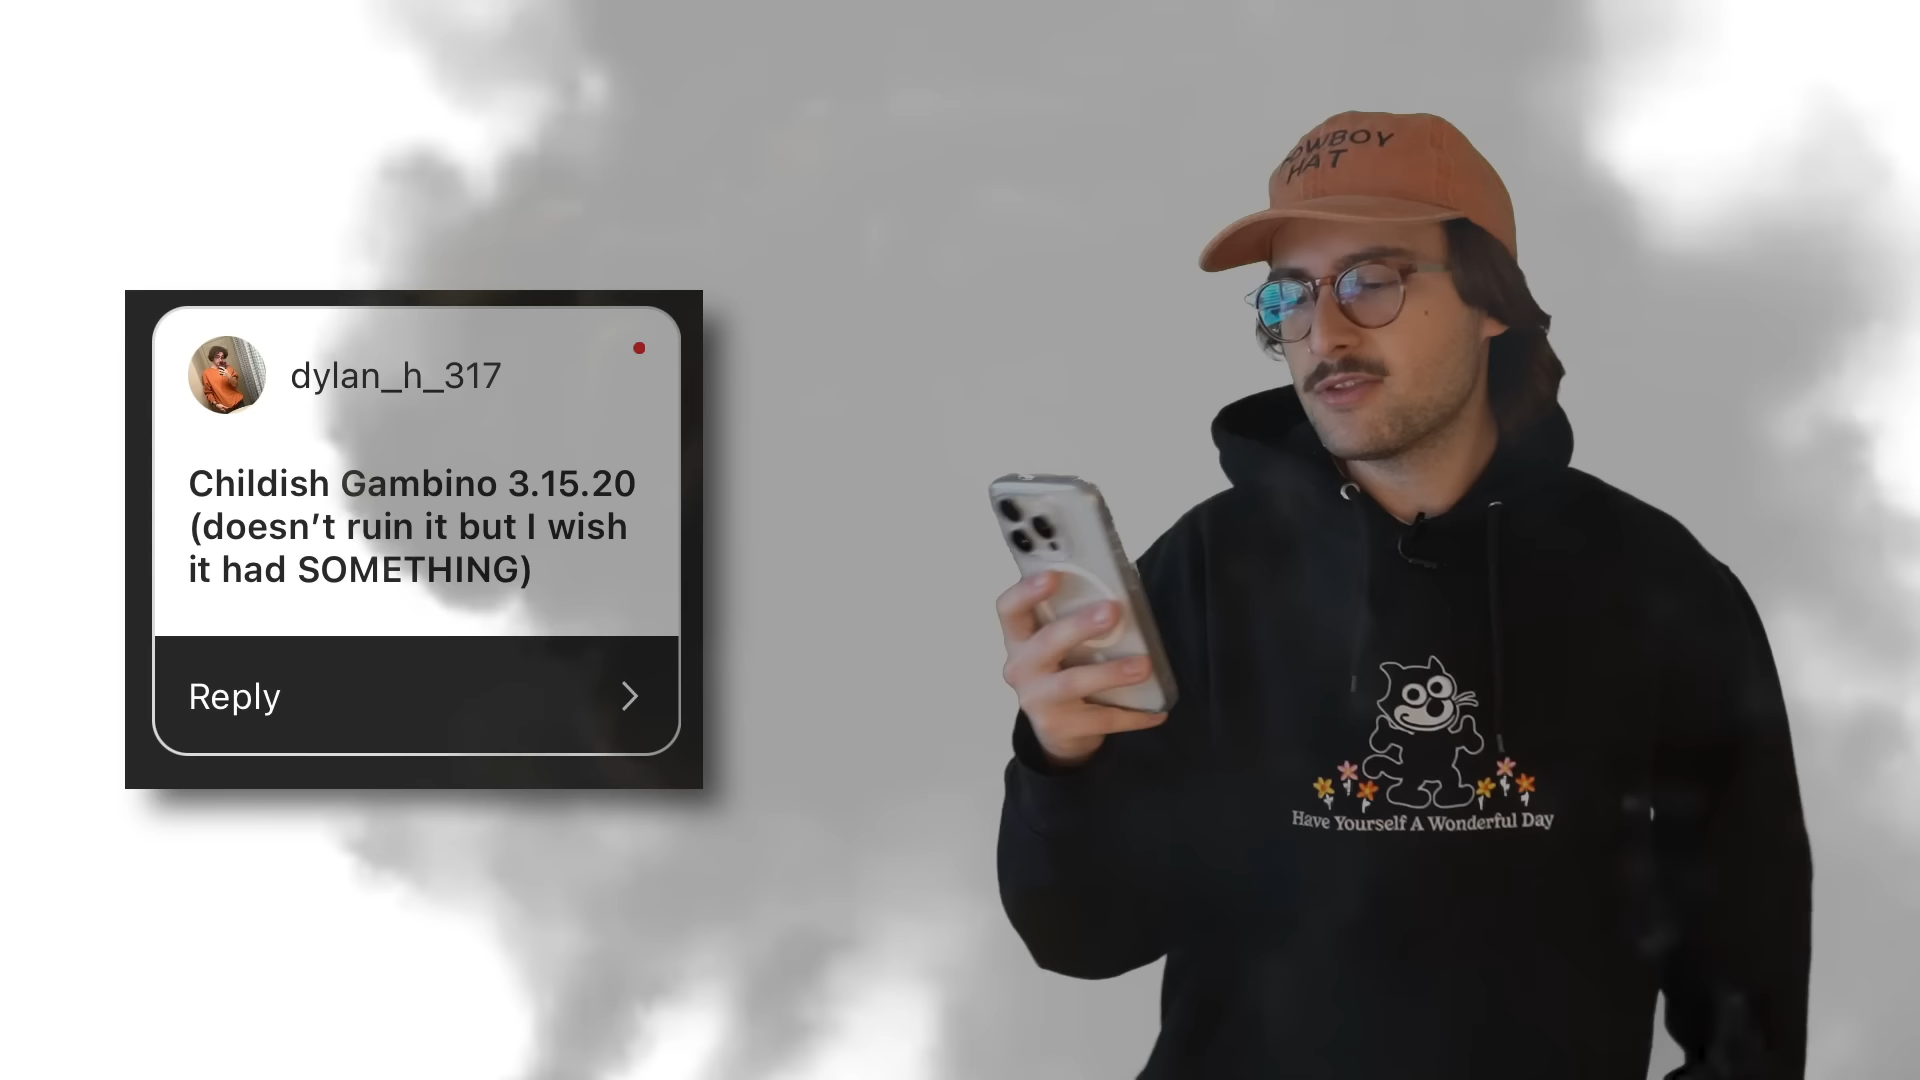 dylan_h_317
Childish Gambino 3.15.20
(doesn’t ruin it but I wish
it had SOMETHING)
Reply
COWBOY
HAT
Have Yourself A Wonderful Day